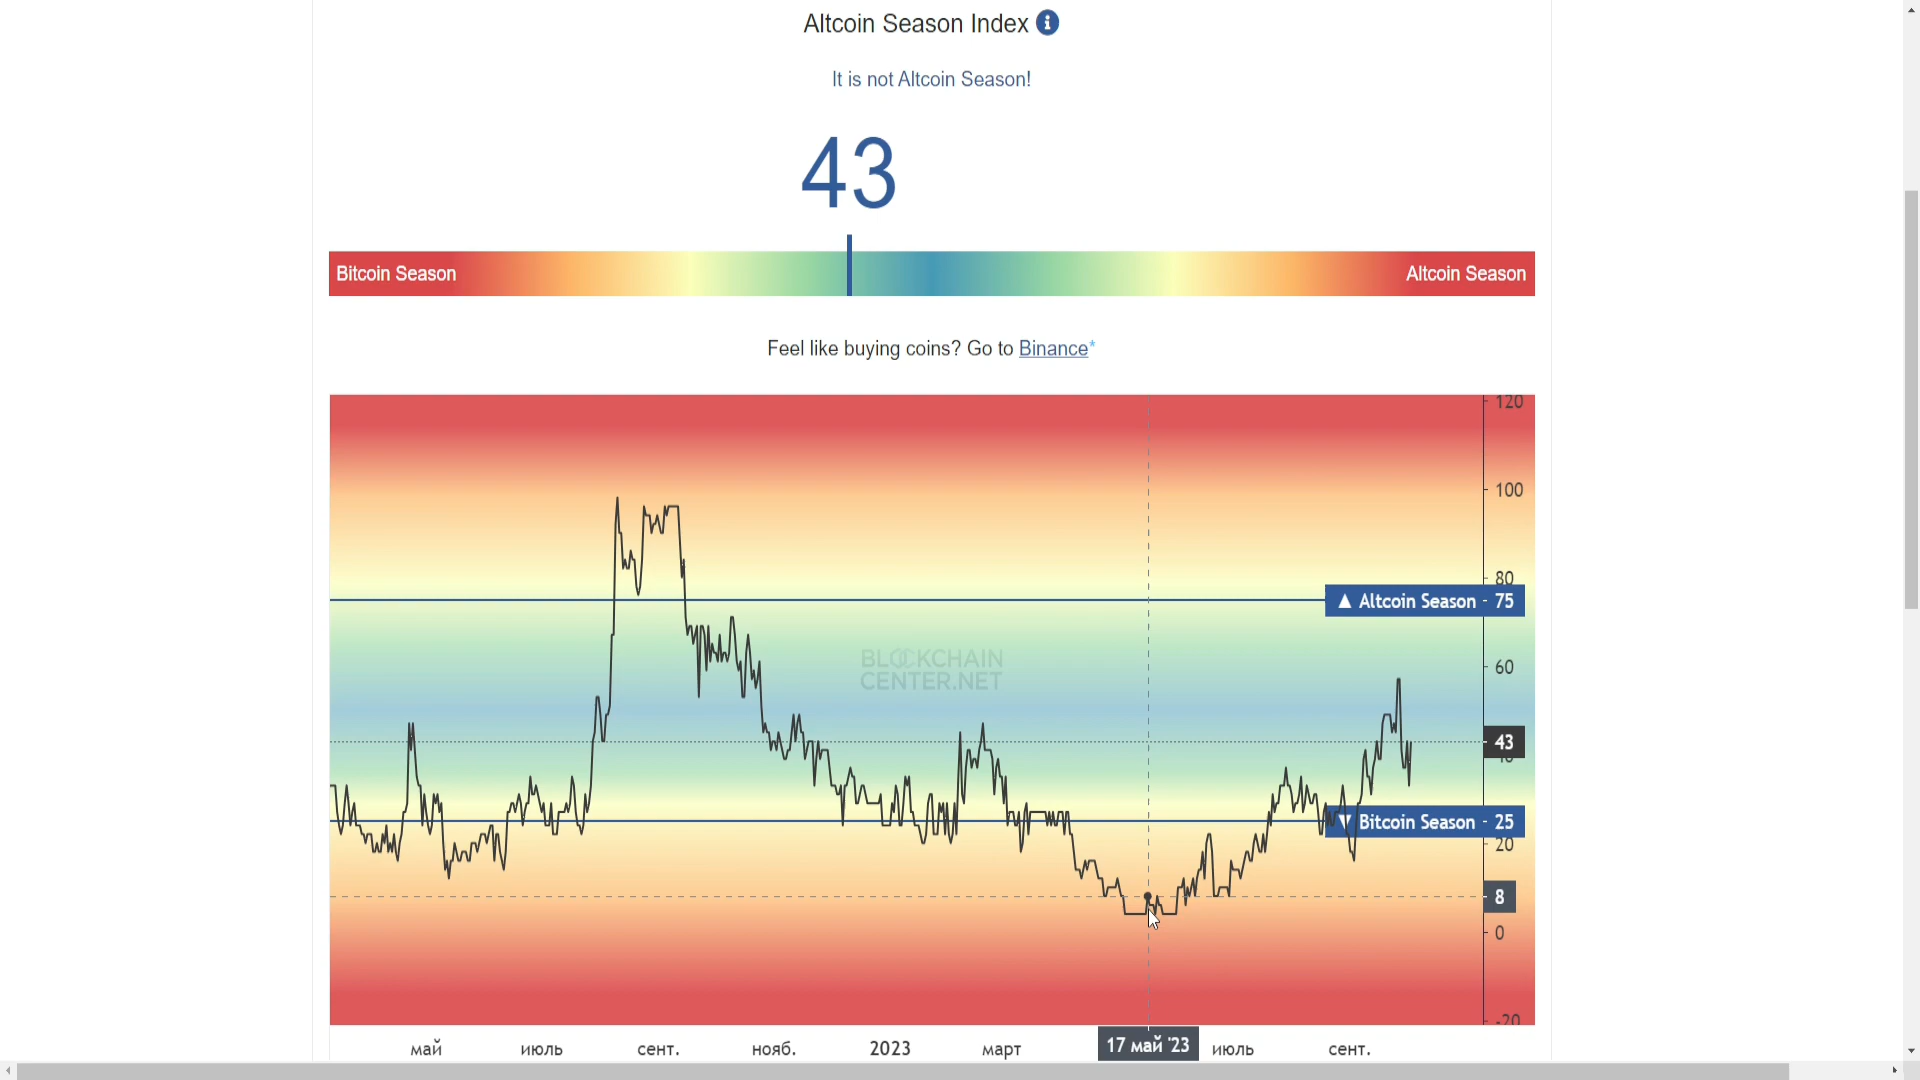 Altcoin Season Index
It is not Altcoin Season!
43
Bitcoin Season
Altcoin Season
Feel like buying coins? Go to Binance*
120
100
80
▲ Altcoin Season - 75
BLOCKCHAIN
CENTER.NET
60
43
▼ Bitcoin Season - 25
20
8
0
-20
май июль сент. нояб. 2023 март 17 май '23 июль сент.